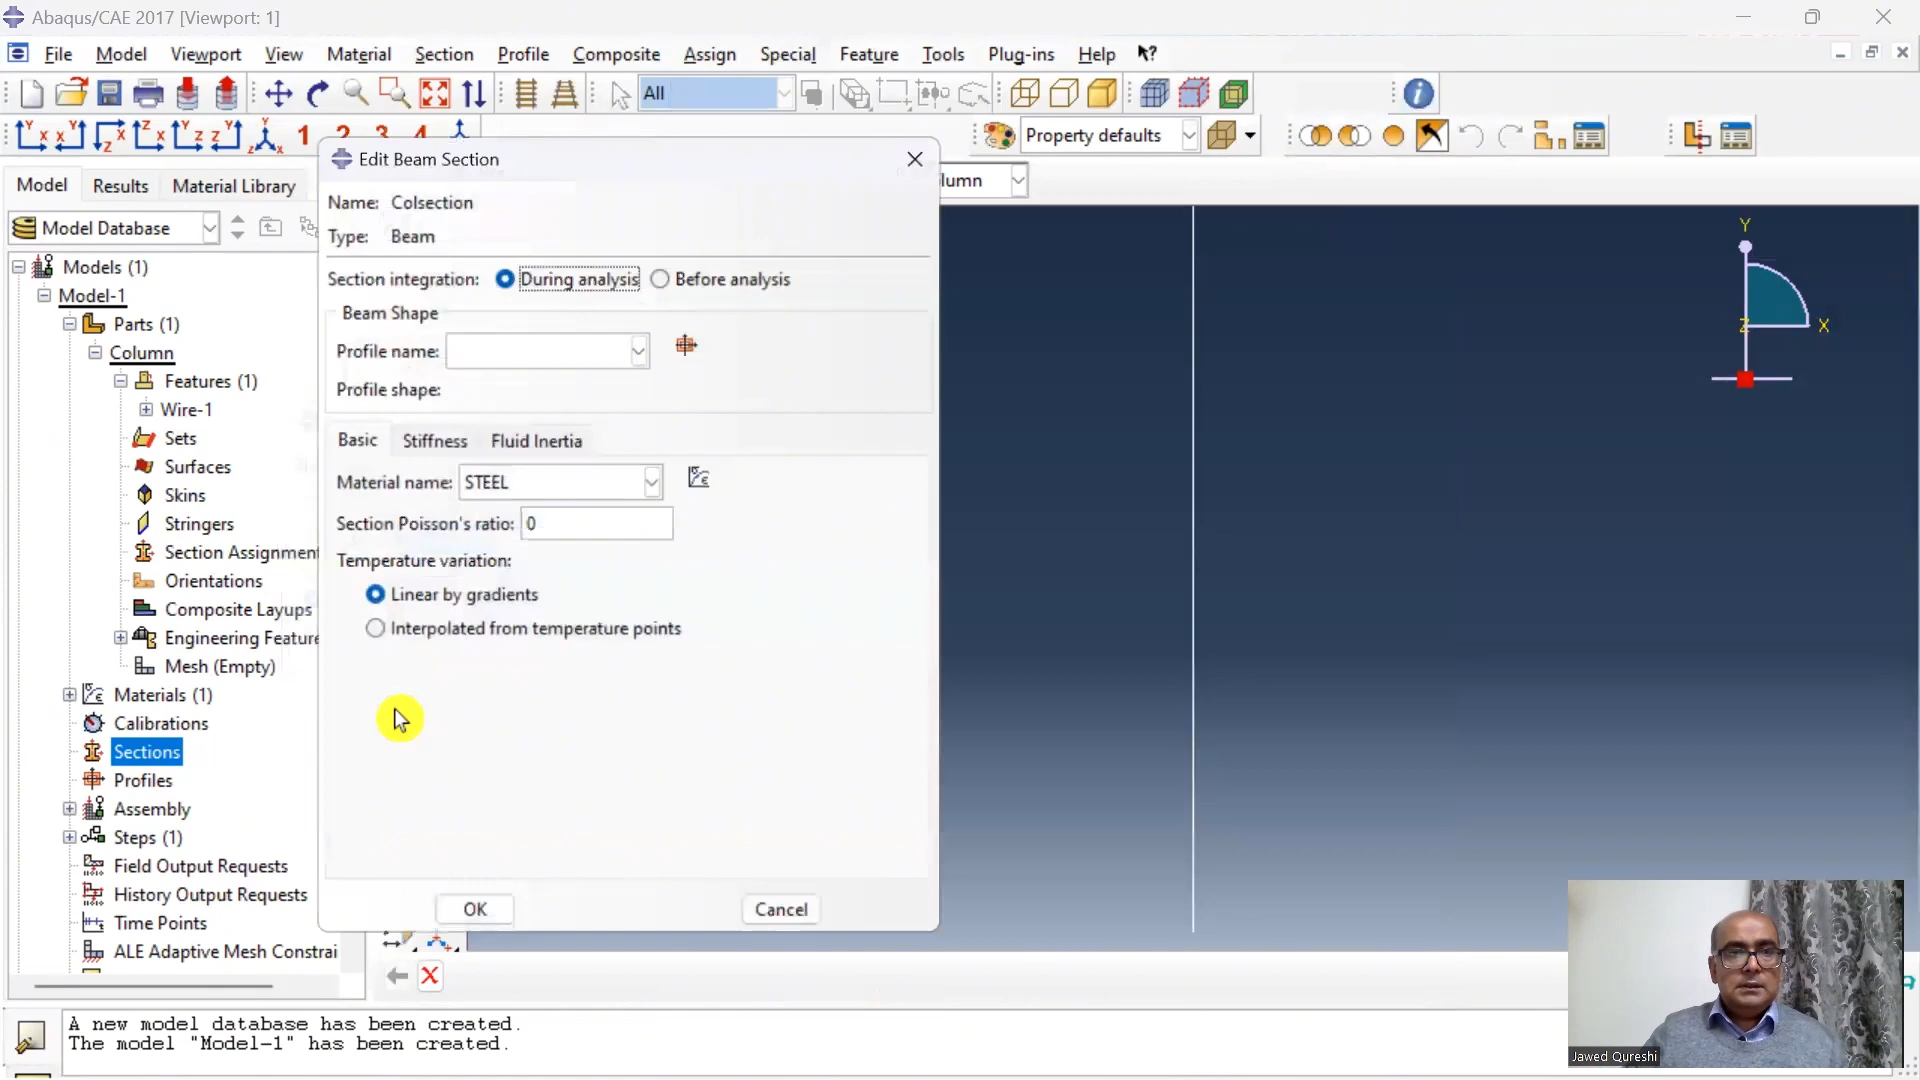 Abaqus/CAE 2017 [Viewport: 1]
File Model Viewport View Material Section Profile Composite Assign Special Feature Tools Plug-ins Help
All
1 2 3 4
Property defaults
Model Results Material Library
lumn
Model Database
Models (1)
Model-1
Parts (1)
Column
Features (1)
Wire-1
Sets
Surfaces
Skins
Stringers
Section Assignment
Orientations
Composite Layups
Engineering Feature
Mesh (Empty)
Materials (1)
Calibrations
Sections
Profiles
Assembly
Steps (1)
Field Output Requests
History Output Requests
Time Points
ALE Adaptive Mesh Constrai
Edit Beam Section
Name: Colsection
Type: Beam
Section integration: During analysis Before analysis
Beam Shape
Profile name:
Profile shape:
Basic Stiffness Fluid Inertia
Material name: STEEL
Section Poisson's ratio: 0
Temperature variation:
Linear by gradients
Interpolated from temperature points
OK Cancel
Y
Z X
A new model database has been created.
The model "Model-1" has been created.
Jawed Qureshi